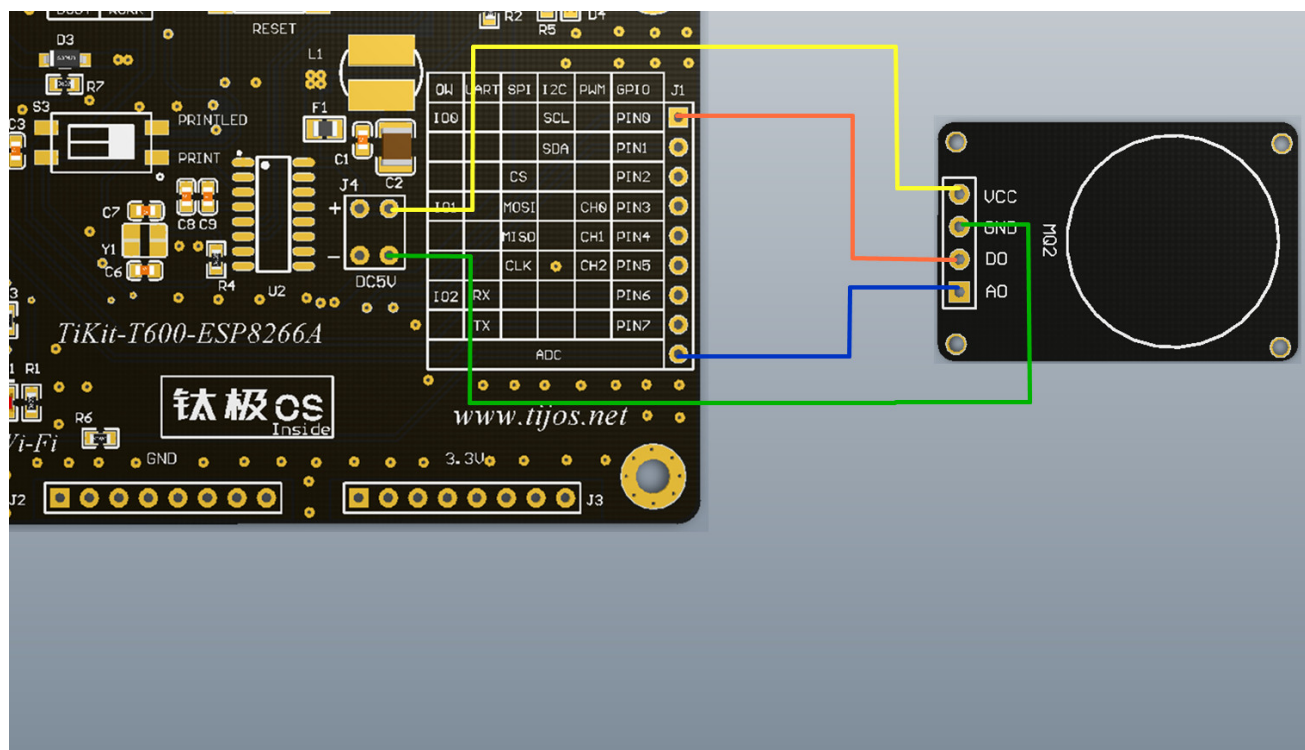 RESET
R2
D4
R5
D3
R7
L1
S3
PRINTLED
PRINT
C3
F1
C1
C2
J4
+
−
DC5V
OW UART SPI I2C PWM GPIO J1
IO0 SCL PIN0
SDA PIN1
CS PIN2
IO1 MOSI CH0 PIN3
MISO CH1 PIN4
CLK CH2 PIN5
IO2 RX PIN6
TX PIN7
ADC
C7
C8 C9
Y1
C6
R4
U2
TiKit-T600-ESP8266A
R1
R6
钛极OS
Inside
www.tijos.net
GND
3.3V
J2
J3
VCC
GND
DO
AO
MQ2